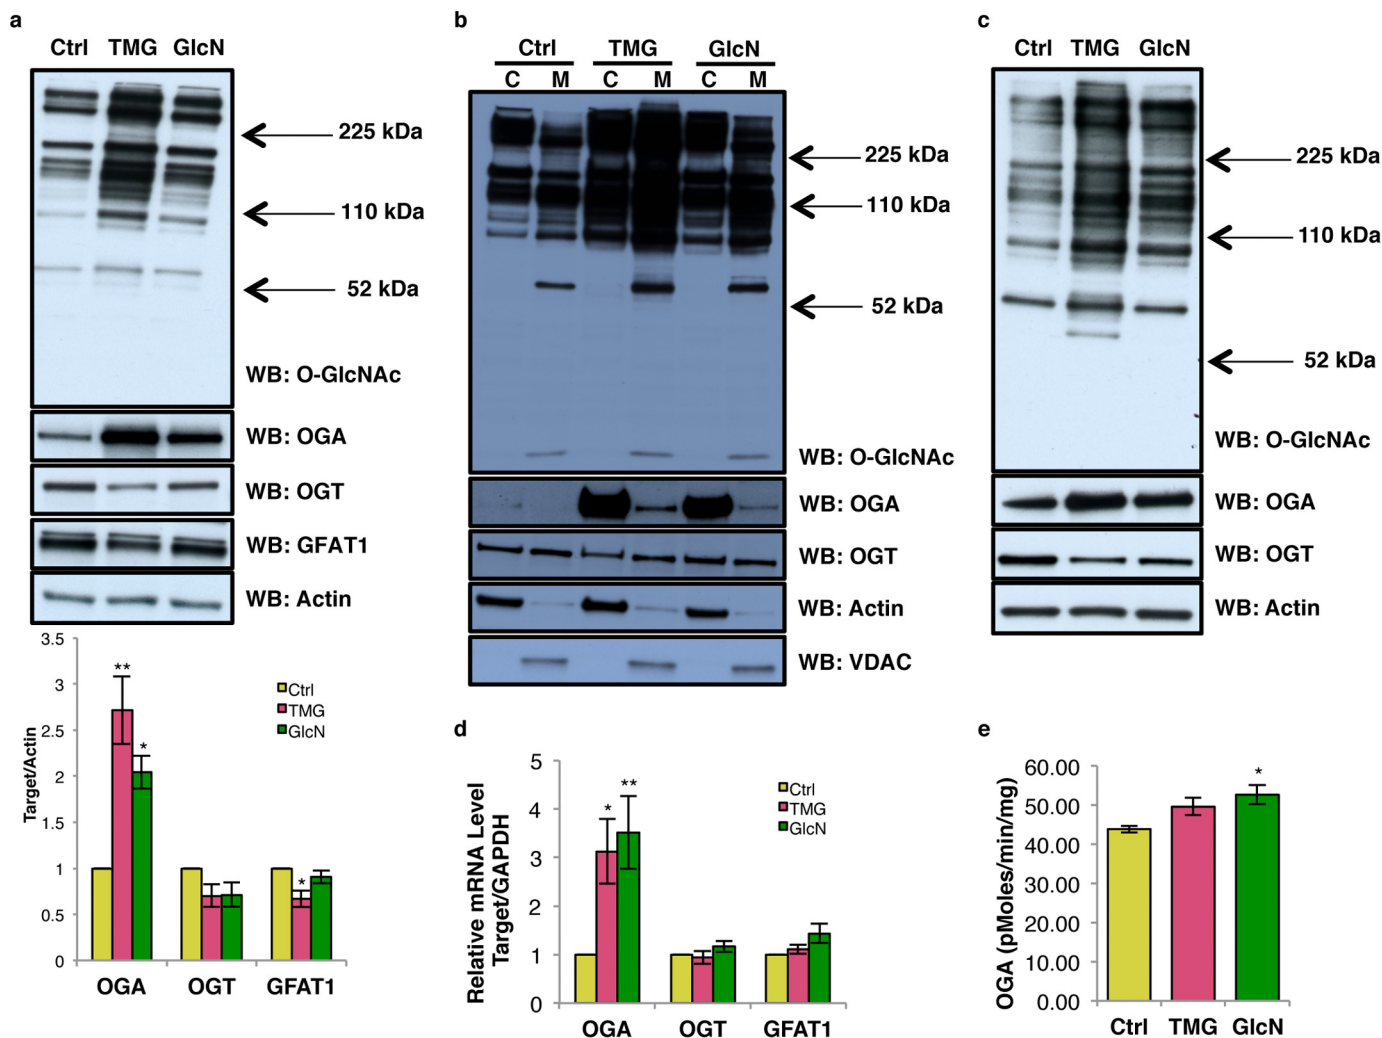 a
Ctrl TMG GlcN
225 kDa
110 kDa
52 kDa
WB: O-GlcNAc
WB: OGA
WB: OGT
WB: GFAT1
WB: Actin
3.5
3
2.5
2
1.5
1
0.5
0
Target/Actin
**
*
*
Ctrl
TMG
GlcN
OGA OGT GFAT1
b
Ctrl TMG GlcN
C M C M C M
225 kDa
110 kDa
52 kDa
WB: O-GlcNAc
WB: OGA
WB: OGT
WB: Actin
WB: VDAC
c
Ctrl TMG GlcN
225 kDa
110 kDa
52 kDa
WB: O-GlcNAc
WB: OGA
WB: OGT
WB: Actin
d
5
4
3
2
1
0
Relative mRNA Level
Target/GAPDH
*
**
Ctrl
TMG
GlcN
OGA OGT GFAT1
e
60.00
50.00
40.00
30.00
20.00
10.00
0.00
OGA (pMoles/min/mg)
*
Ctrl TMG GlcN